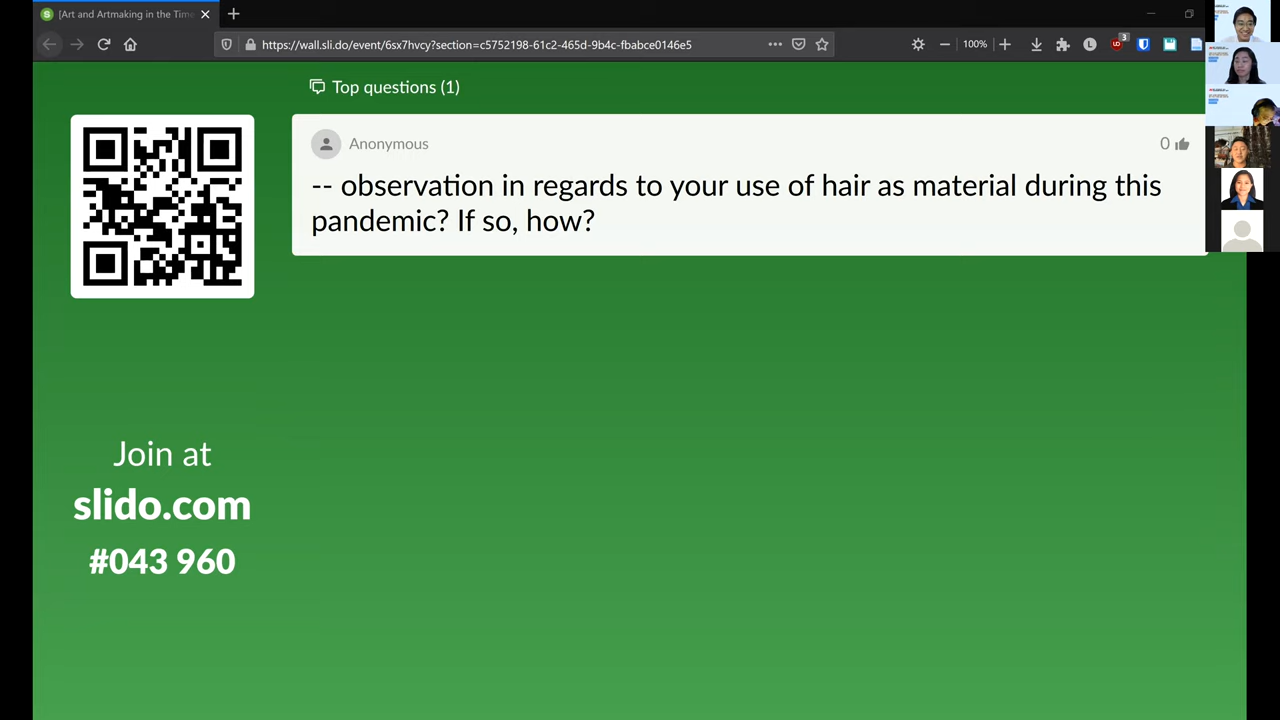 [Art and Artmaking in the Time
https://wall.sli.do/event/6sx7hvcy?section=c5752198-61c2-465d-9b4c-fbabce0146e5
100%
3
Top questions (1)
Anonymous
0
-- observation in regards to your use of hair as material during this
pandemic? If so, how?
Join at
slido.com
#043 960